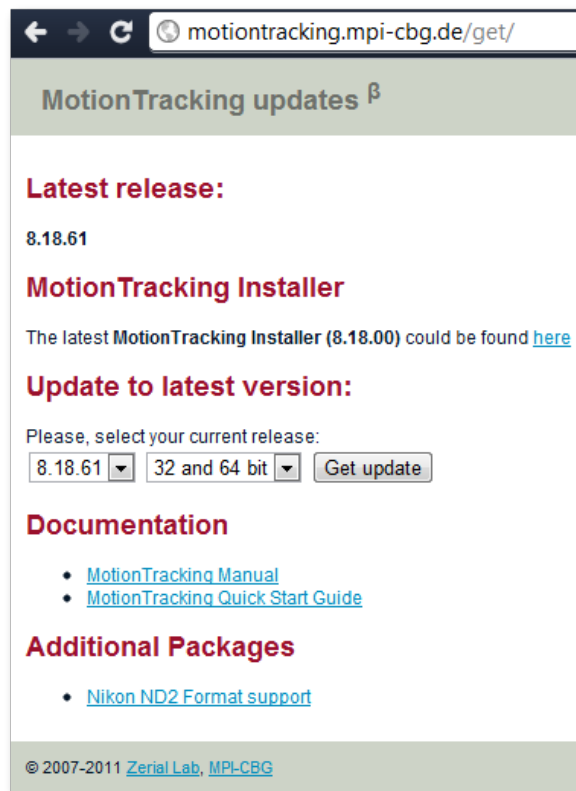 motiontracking.mpi-cbg.de/get/
MotionTracking updates β
Latest release:
8.18.61
MotionTracking Installer
The latest MotionTracking Installer (8.18.00) could be found here
Update to latest version:
Please, select your current release:
8.18.61 32 and 64 bit Get update
Documentation
• MotionTracking Manual
• MotionTracking Quick Start Guide
Additional Packages
• Nikon ND2 Format support
© 2007-2011 Zerial Lab, MPI-CBG